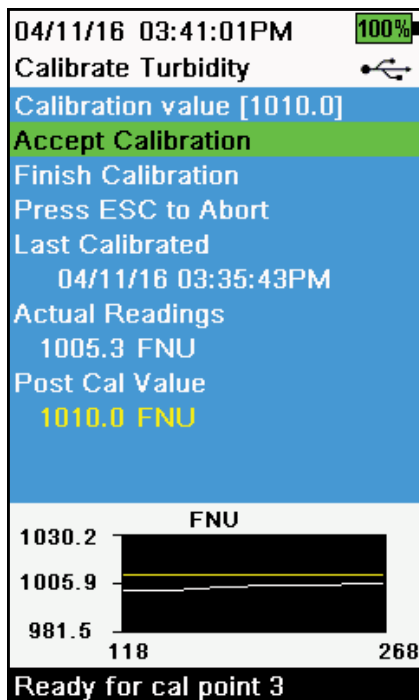 04/11/16 03:41:01PM 100%
Calibrate Turbidity
Calibration value [1010.0]
Accept Calibration
Finish Calibration
Press ESC to Abort
Last Calibrated
04/11/16 03:35:43PM
Actual Readings
1005.3 FNU
Post Cal Value
1010.0 FNU
FNU
1030.2
1005.9
981.5
118 268
Ready for cal point 3